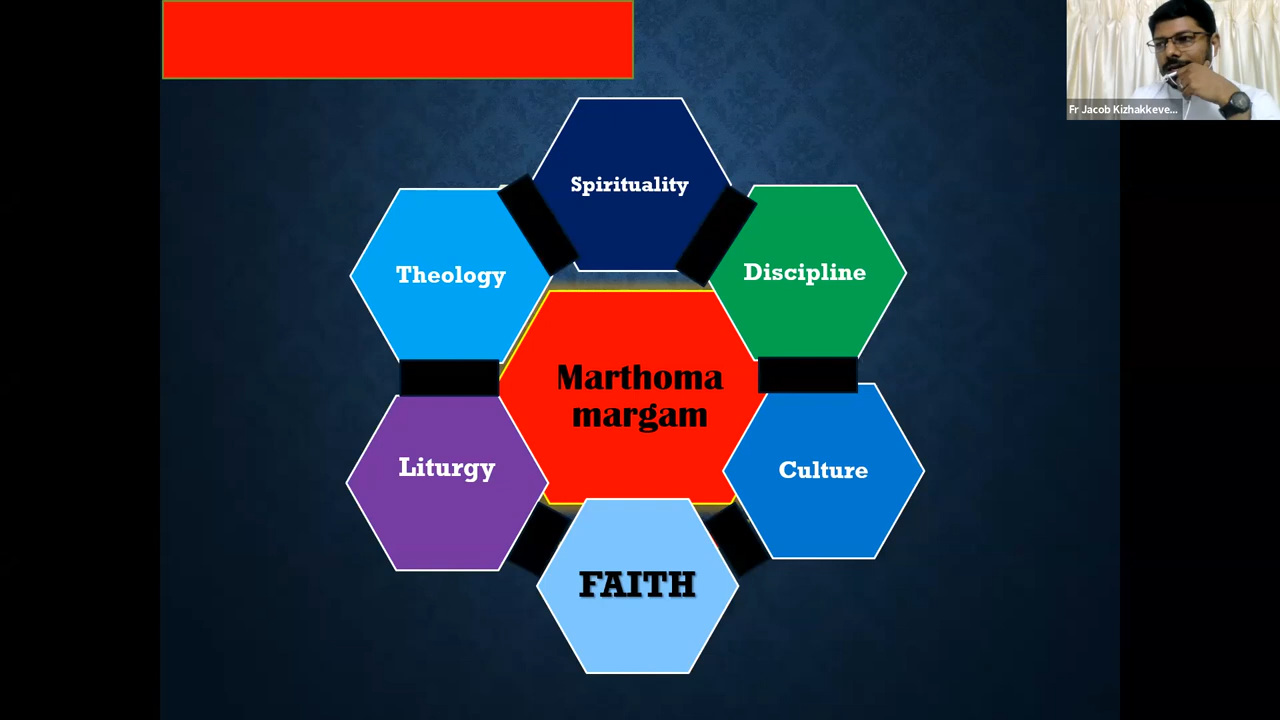 Fr Jacob Kizhakkeve...
Spirituality
Theology
Discipline
Marthoma
margam
Liturgy
Culture
FAITH